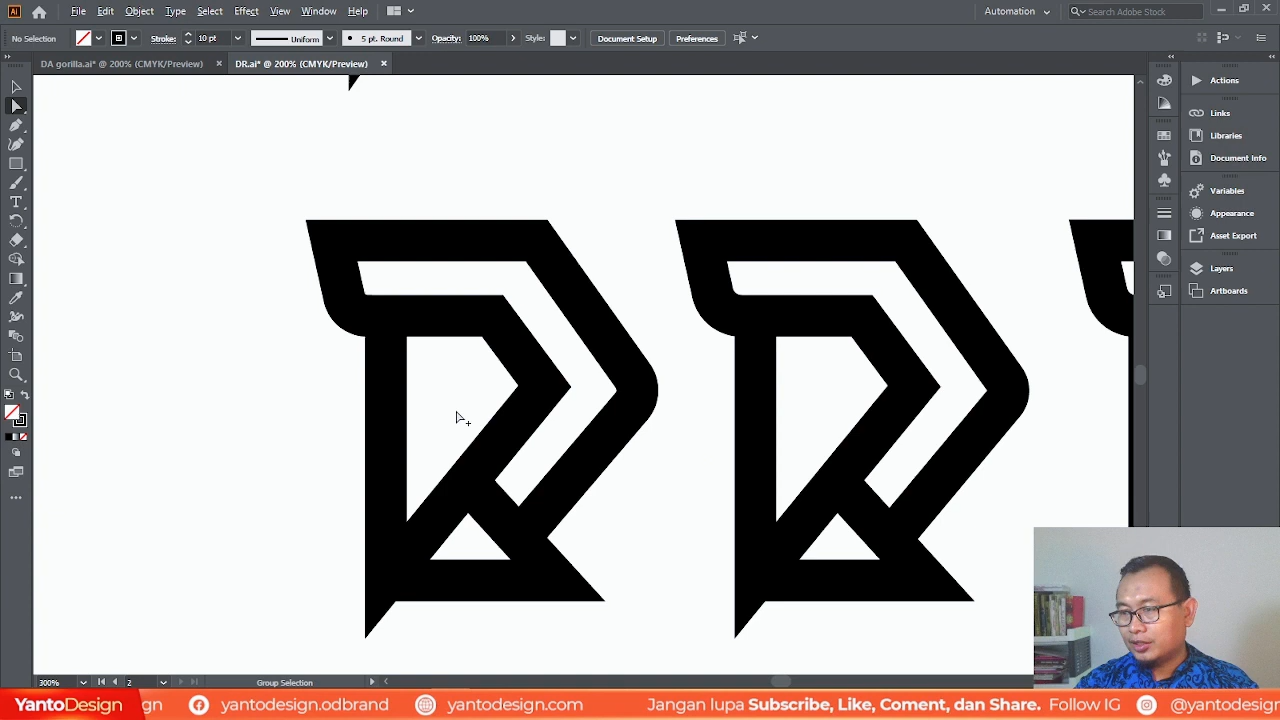 Ai File Edit Object Type Select Effect View Window Help Automation Search Adobe Stock
No Selection Stroke: 10 pt Uniform 5 pt. Round Opacity: 100% Style: Document Setup Preferences
DA gorilla.ai* @ 200% (CMYK/Preview) × DR.ai* @ 200% (CMYK/Preview) ×
Actions
Links
Libraries
Document Info
Variables
Appearance
Asset Export
Layers
Artboards
300% 2 Group Selection
YantoDesign gn yantodesign.odbrand yantodesign.com Jangan lupa Subscribe, Like, Coment, dan Share. Follow IG @yantodesign